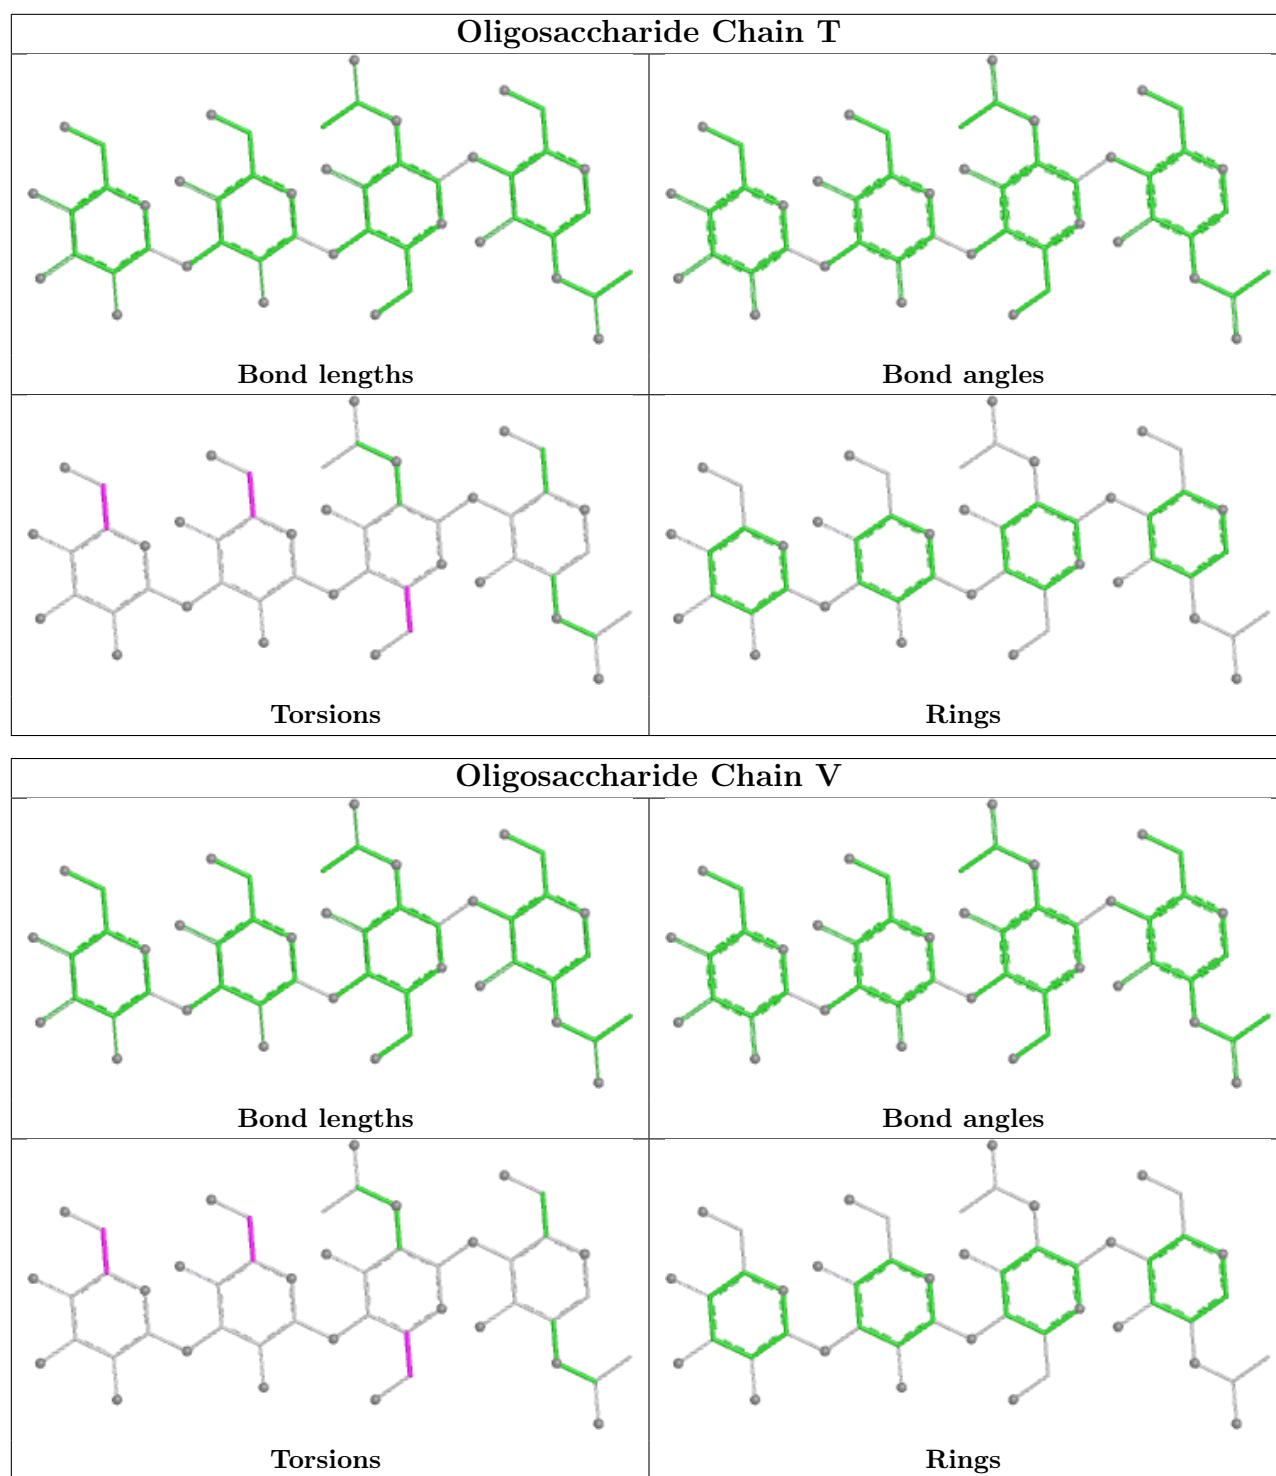 Oligosaccharide Chain T
Bond lengths
Bond angles
Torsions
Rings
Oligosaccharide Chain V
Bond lengths
Bond angles
Torsions
Rings